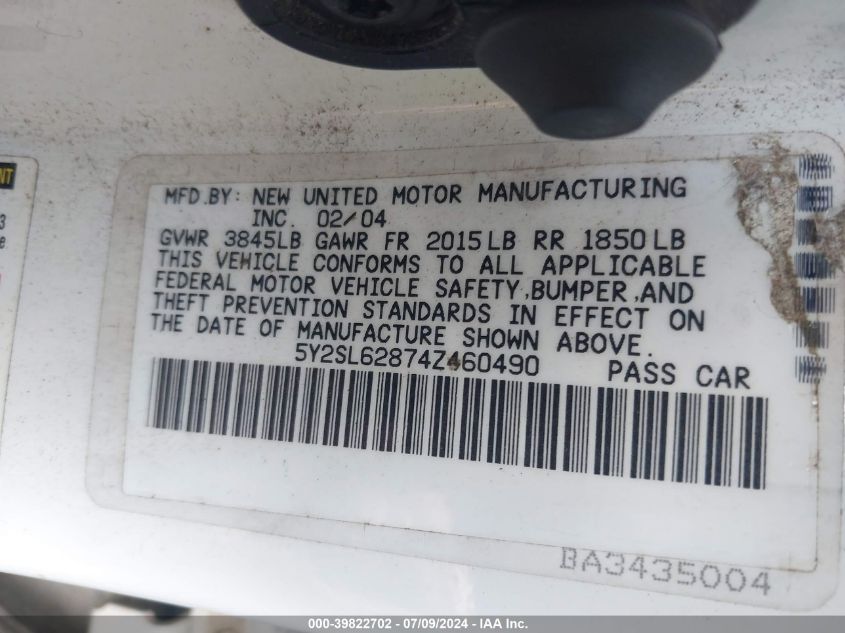 NT
3
e
MFD.BY: NEW UNITED MOTOR MANUFACTURING
INC. 02/04
GVWR 3845LB GAWR FR 2015LB RR 1850LB
THIS VEHICLE CONFORMS TO ALL APPLICABLE
FEDERAL MOTOR VEHICLE SAFETY,BUMPER,AND
THEFT PREVENTION STANDARDS IN EFFECT ON
THE DATE OF MANUFACTURE SHOWN ABOVE.
5Y2SL62874Z460490 PASS CAR
BA3435004
000-39822702 - 07/09/2024 - IAA Inc.